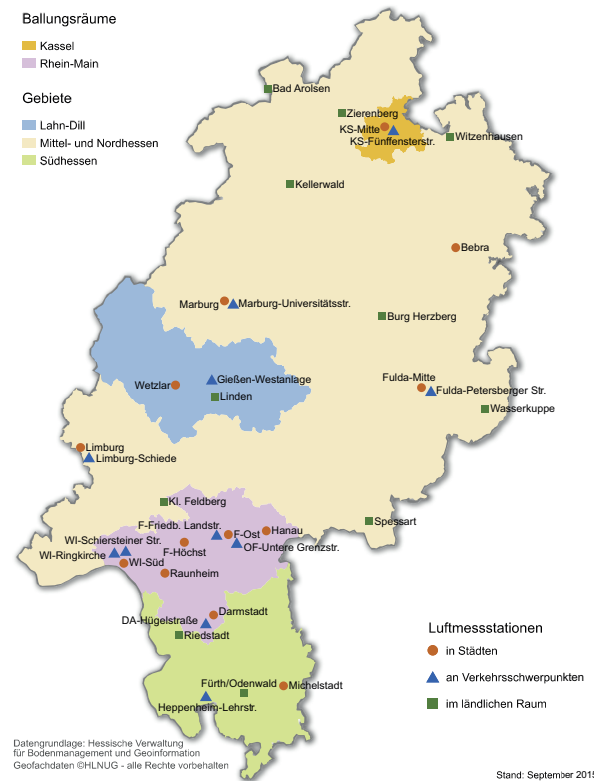 Ballungsräume
Kassel
Rhein-Main
Gebiete
Lahn-Dill
Mittel- und Nordhessen
Südhessen
Bad Arolsen
Zierenberg
KS-Mitte
KS-Fünffensterstr.
Witzenhausen
Kellerwald
Bebra
Marburg
Marburg-Universitätsstr.
Burg Herzberg
Gießen-Westanlage
Wetzlar
Linden
Fulda-Mitte
Fulda-Petersberger Str.
Wasserkuppe
Limburg
Limburg-Schiede
Kl. Feldberg
Spessart
F-Friedb. Landstr.
F-Ost
Hanau
WI-Schiersteiner Str.
OF-Untere Grenzstr.
WI-Ringkirche
F-Höchst
WI-Süd
Raunheim
Darmstadt
DA-Hügelstraße
Riedstadt
Fürth/Odenwald
Michelstadt
Heppenheim-Lehrstr.
Luftmessstationen
in Städten
an Verkehrsschwerpunkten
im ländlichen Raum
Datengrundlage: Hessische Verwaltung
für Bodenmanagement und Geoinformation
Geofachdaten ©HLNUG - alle Rechte vorbehalten
Stand: September 2015